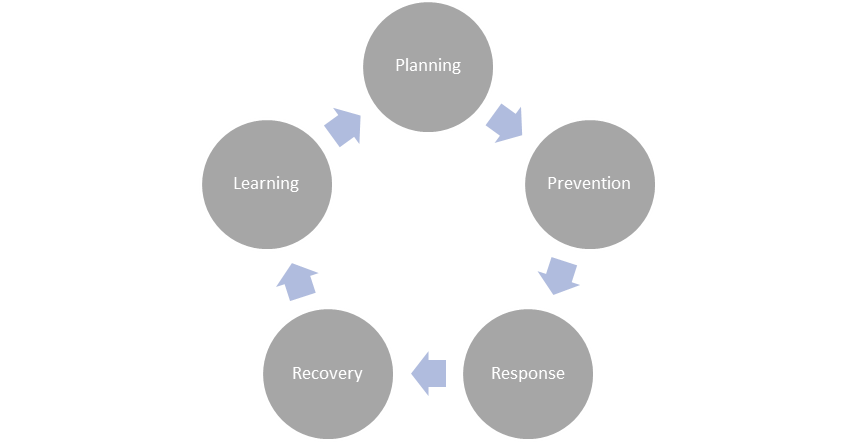 Planning
Prevention
Response
Recovery
Learning